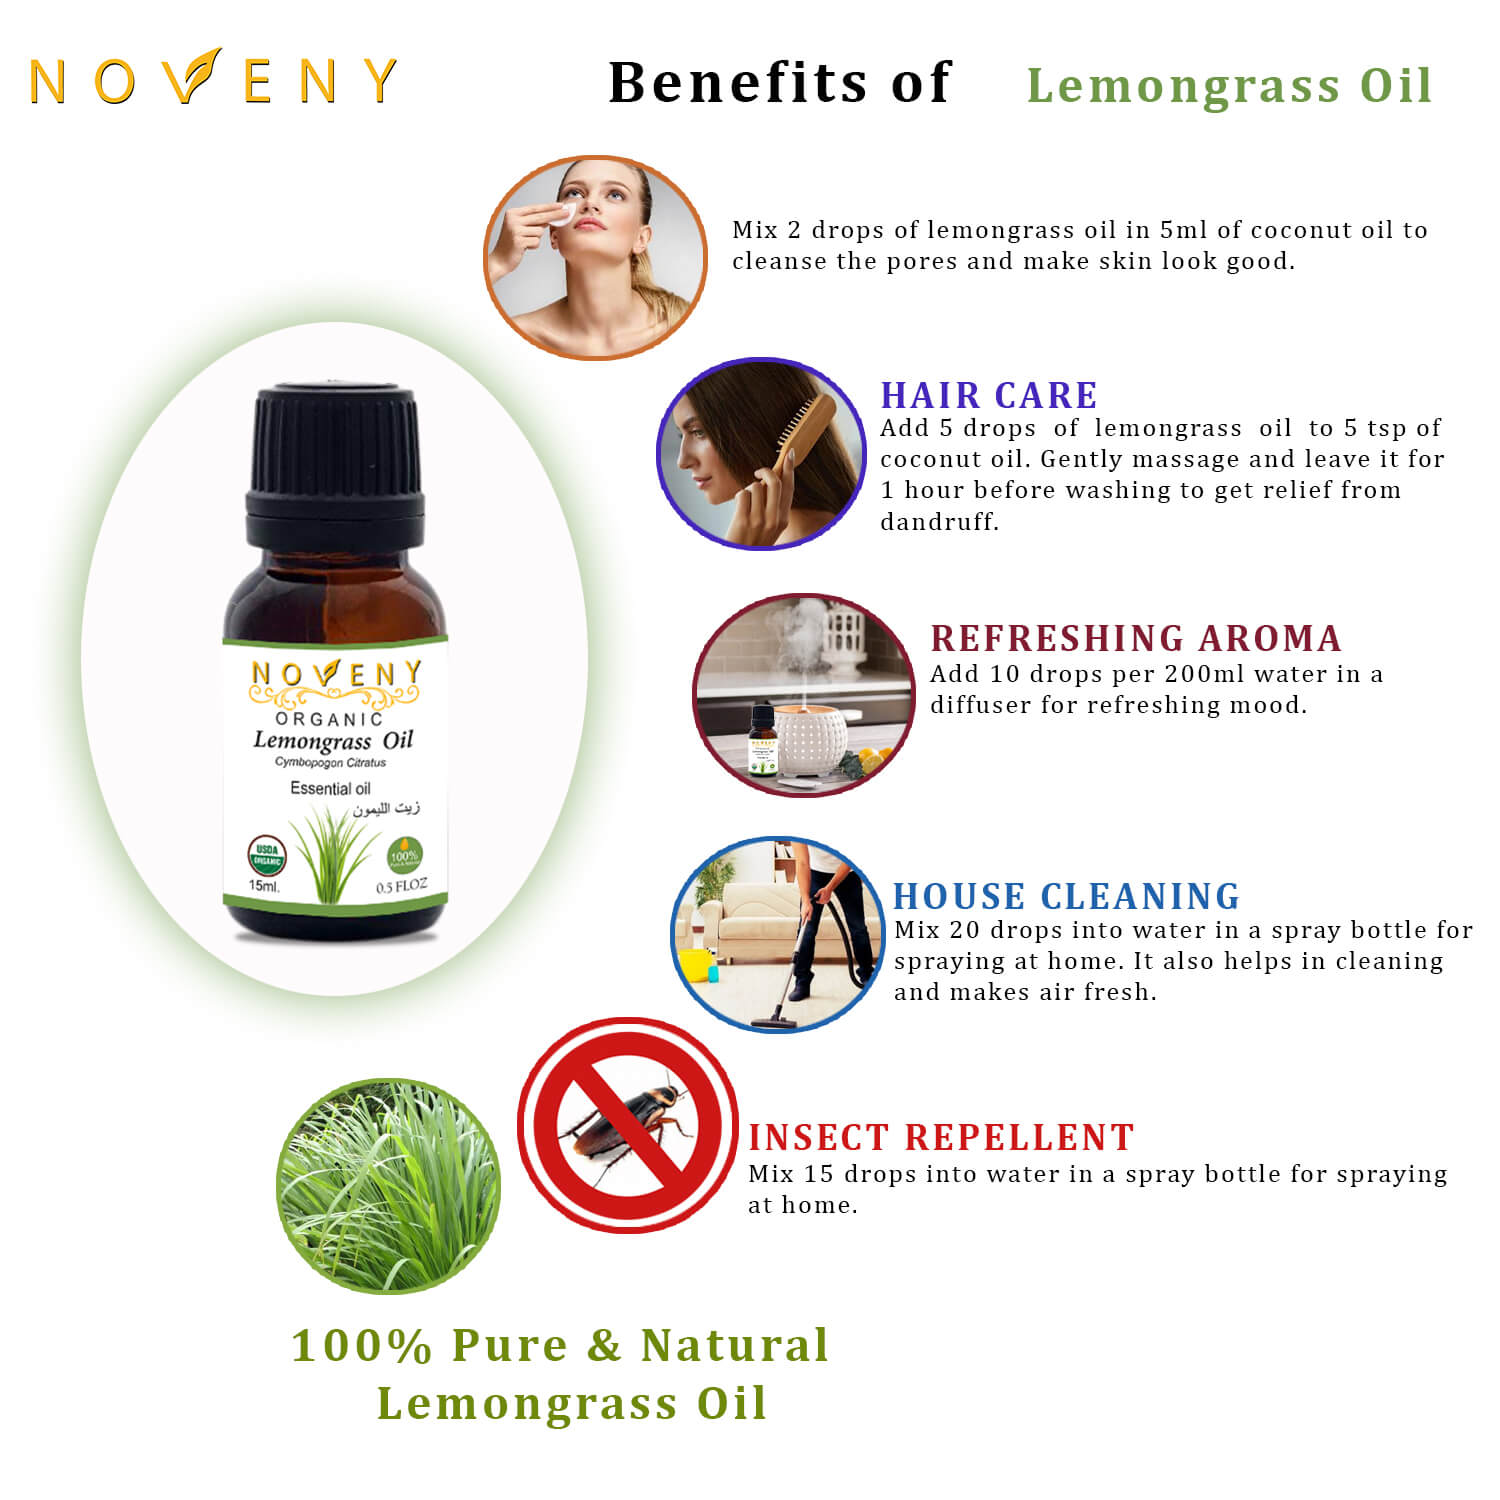 NOVENY
Benefits of Lemongrass Oil
Mix 2 drops of lemongrass oil in 5ml of coconut oil to
cleanse the pores and make skin look good.
HAIR CARE
Add 5 drops of lemongrass oil to 5 tsp of
coconut oil. Gently massage and leave it for
1 hour before washing to get relief from
dandruff.
REFRESHING AROMA
Add 10 drops per 200ml water in a
diffuser for refreshing mood.
HOUSE CLEANING
Mix 20 drops into water in a spray bottle for
spraying at home. It also helps in cleaning
and makes air fresh.
INSECT REPELLENT
Mix 15 drops into water in a spray bottle for spraying
at home.
NOVENY
ORGANIC
Lemongrass Oil
Cymbopogon Citratus
Essential oil
زيت الليمون
USDA
ORGANIC
100%
15ml.
0.5 FLOZ
NOVENY
Lemongrass Oil
100% Pure & Natural
Lemongrass Oil